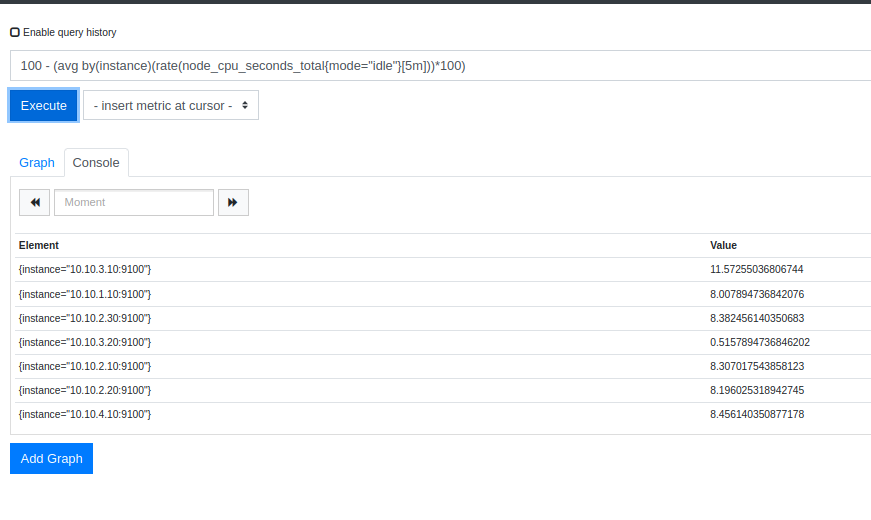 Enable query history
100 - (avg by(instance)(rate(node_cpu_seconds_total{mode="idle"}[5m]))*100)
Execute - insert metric at cursor -
Graph Console
Moment
Element Value
{instance="10.10.3.10:9100"} 11.57255036806744
{instance="10.10.1.10:9100"} 8.007894736842076
{instance="10.10.2.30:9100"} 8.382456140350683
{instance="10.10.3.20:9100"} 0.5157894736846202
{instance="10.10.2.10:9100"} 8.307017543858123
{instance="10.10.2.20:9100"} 8.196025318942745
{instance="10.10.4.10:9100"} 8.456140350877178
Add Graph